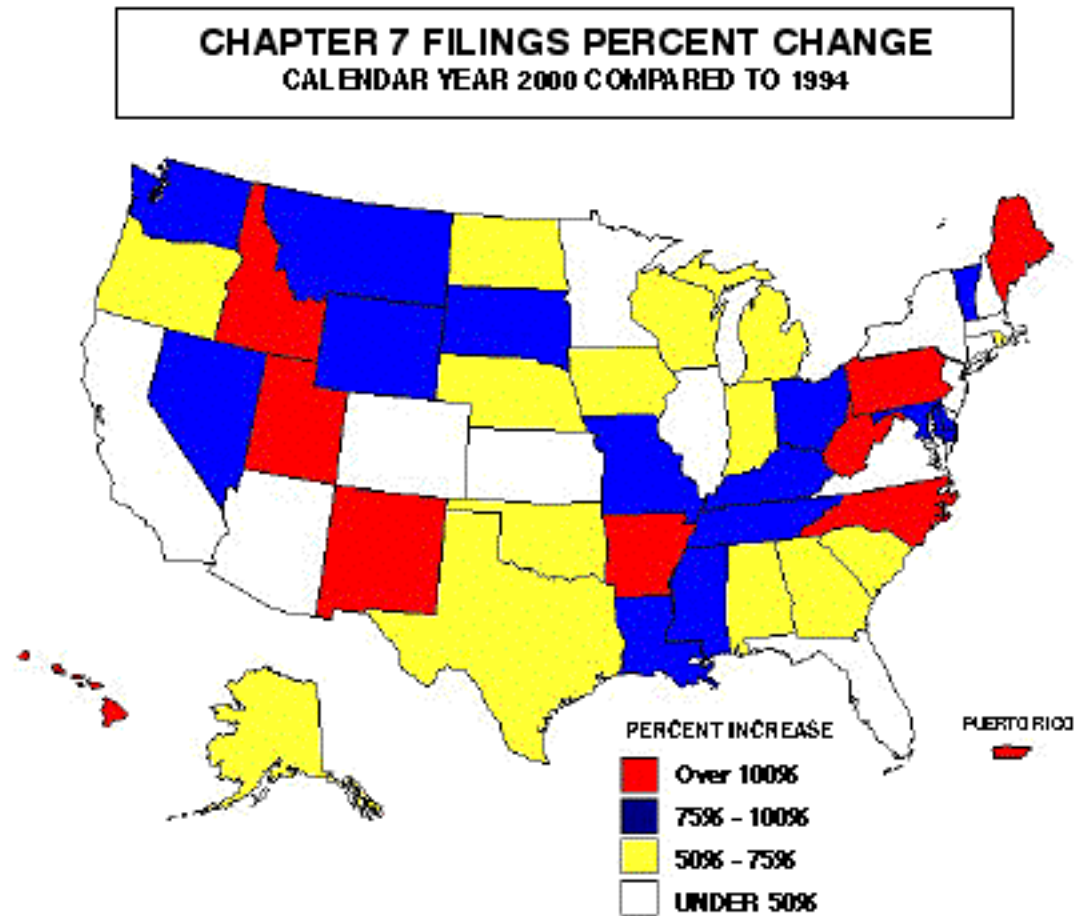 CHAPTER 7 FILINGS PERCENT CHANGE
CALENDAR YEAR 2000 COMPARED TO 1994
PUERTO RICO
PERCENT INCREASE
Over 100%
75% - 100%
50% - 75%
UNDER 50%